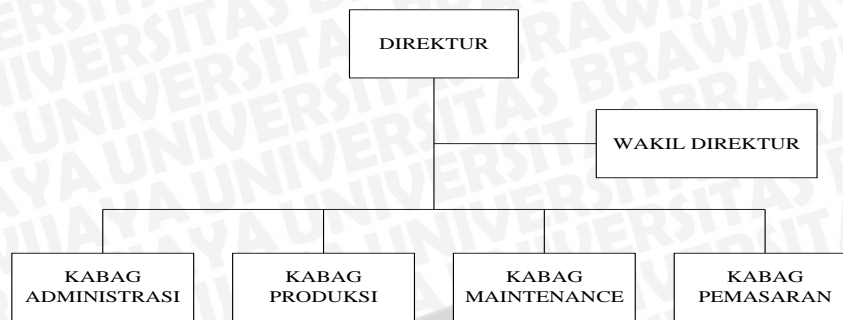 DIREKTUR
WAKIL DIREKTUR
KABAG
ADMINISTRASI
KABAG
PRODUKSI
KABAG
MAINTENANCE
KABAG
PEMASARAN